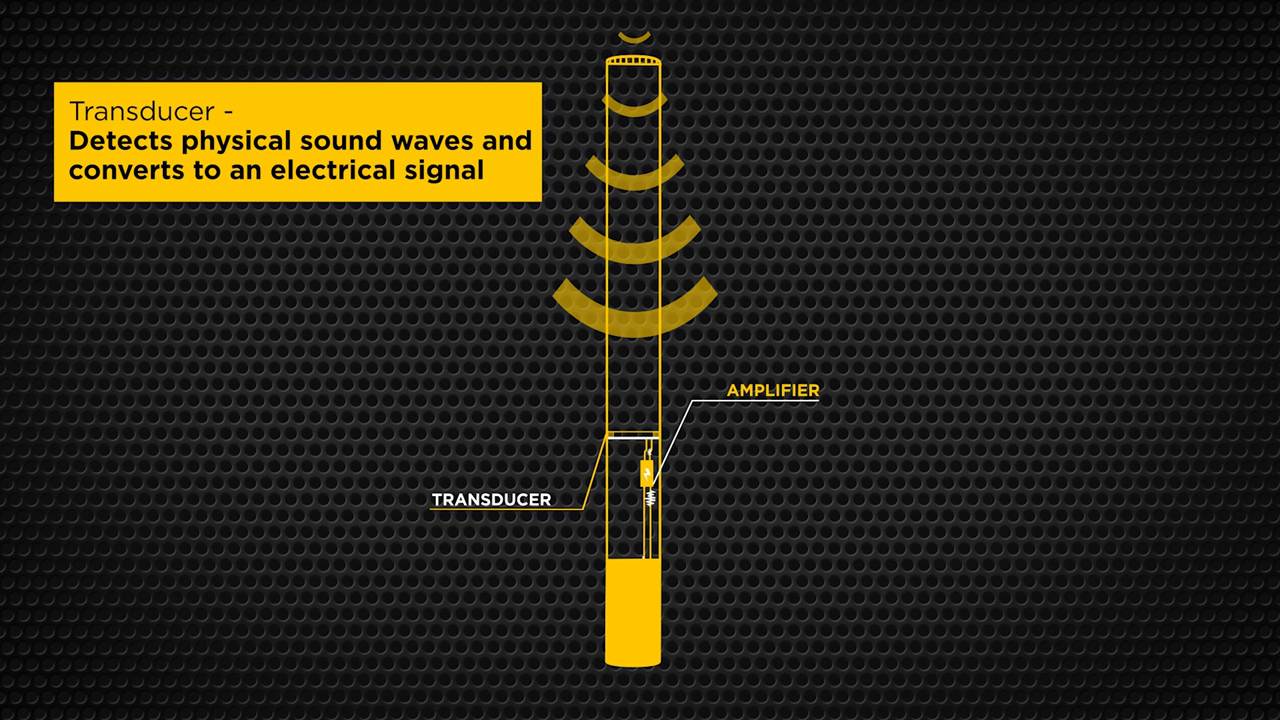 Transducer -
Detects physical sound waves and
converts to an electrical signal
AMPLIFIER
TRANSDUCER